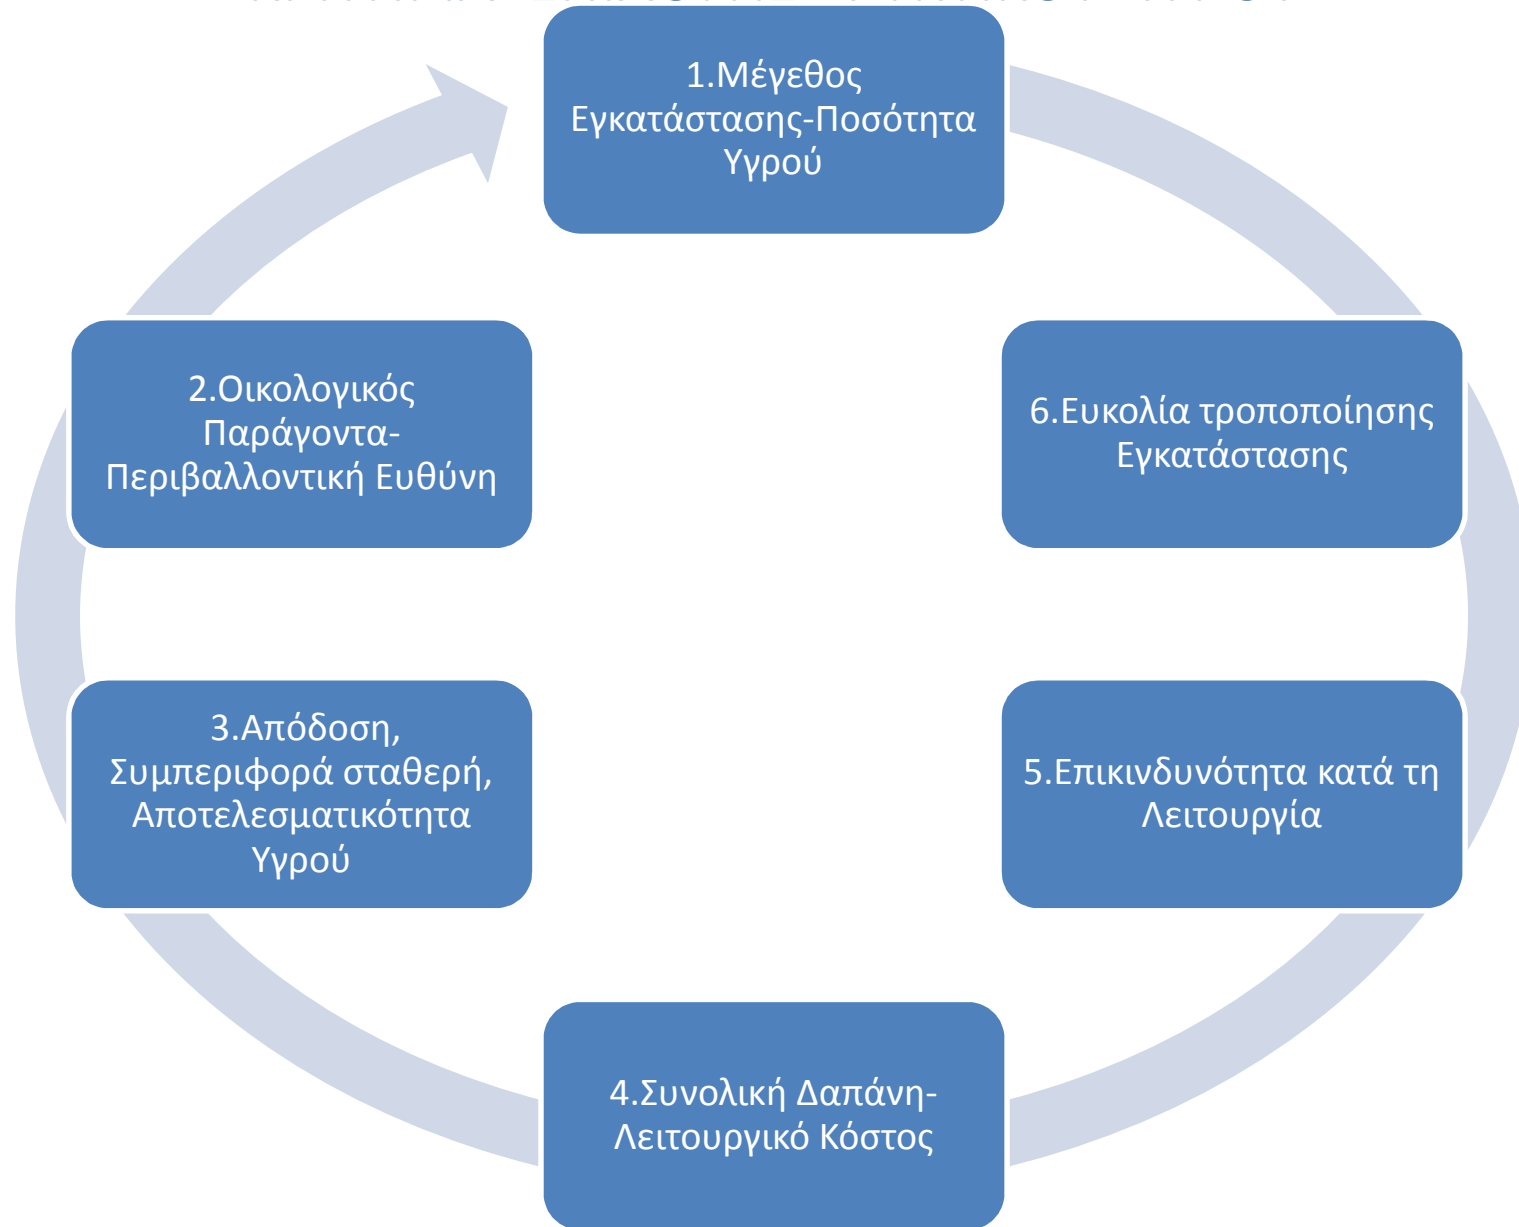 1.Μέγεθος
Εγκατάστασης-Ποσότητα
Υγρού
2.Οικολογικός
Παράγοντα-
Περιβαλλοντική Ευθύνη
3.Απόδοση,
Συμπεριφορά σταθερή,
Αποτελεσματικότητα
Υγρού
4.Συνολική Δαπάνη-
Λειτουργικό Κόστος
5.Επικινδυνότητα κατά τη
Λειτουργία
6.Ευκολία τροποποίησης
Εγκατάστασης